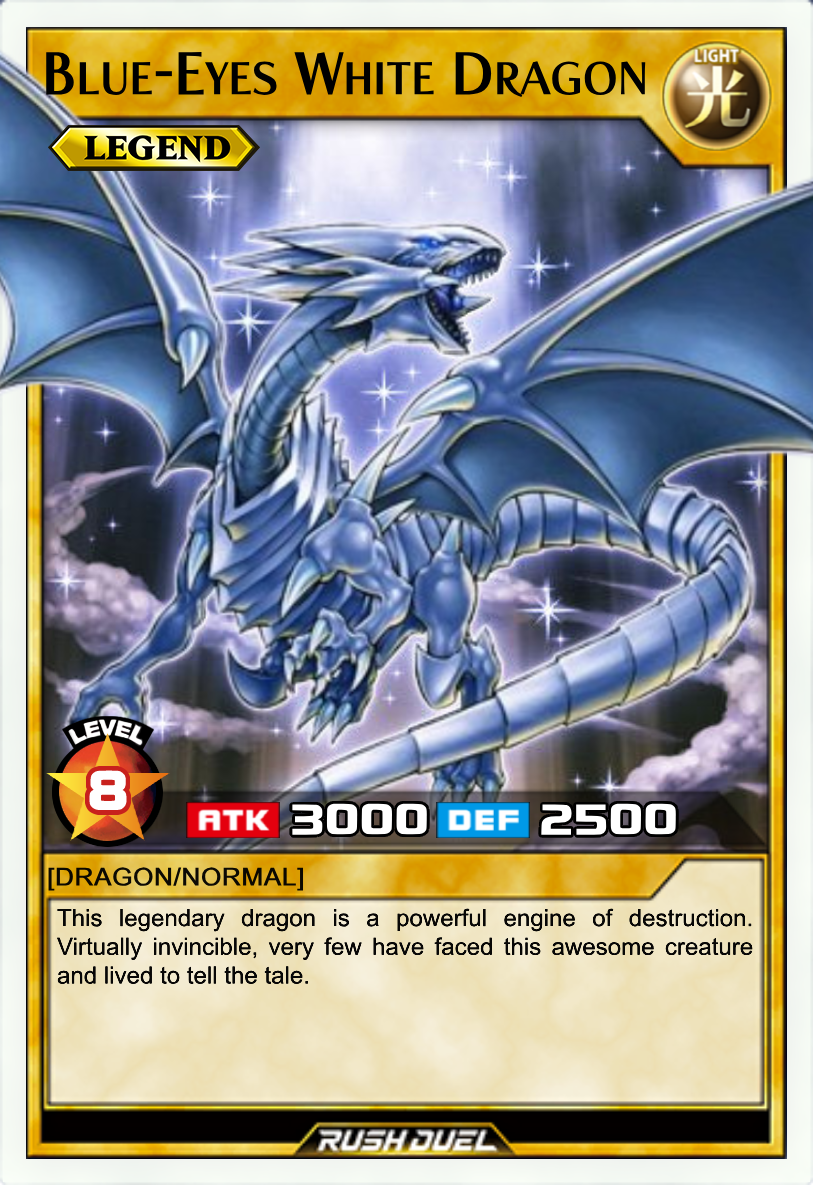 Blue-Eyes White Dragon
LIGHT
光
LEGEND
LEVEL
8
ATK 3000 DEF 2500
[DRAGON/NORMAL]
This legendary dragon is a powerful engine of destruction.
Virtually invincible, very few have faced this awesome creature
and lived to tell the tale.
RUSH DUEL